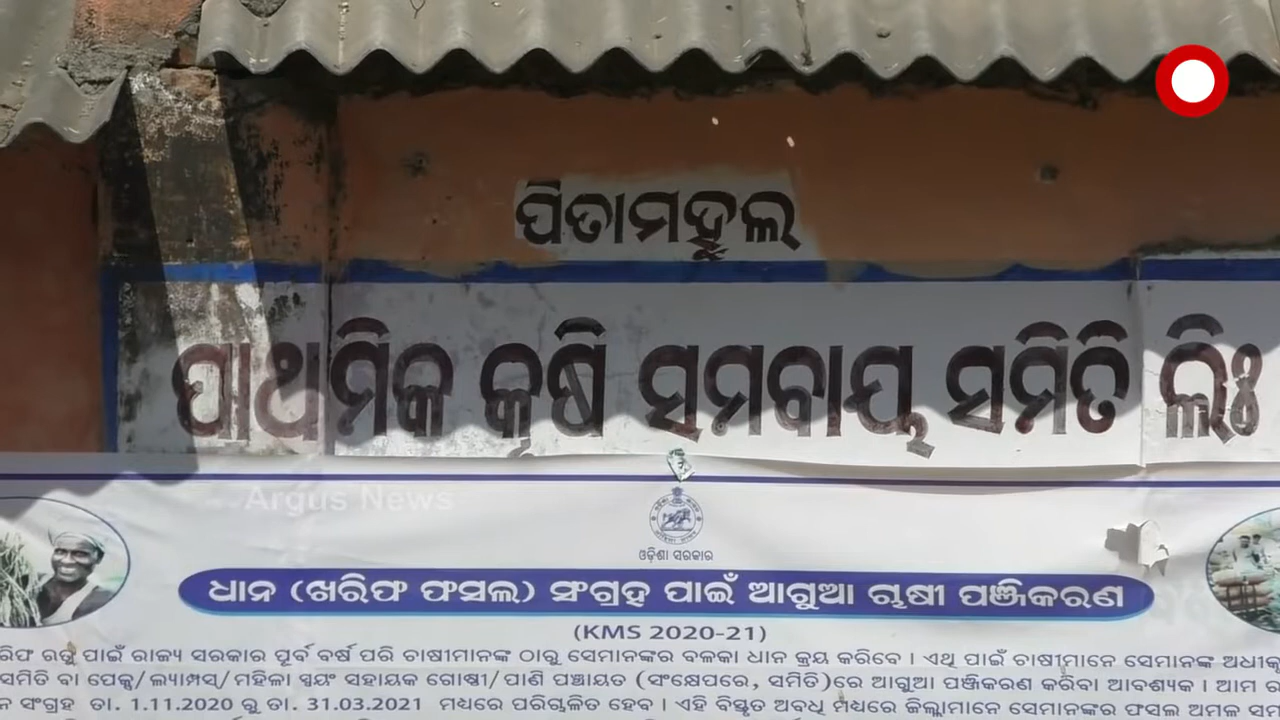 ପିତାମହୁଲ
ପ୍ରାଥମିକ କୃଷି ସମବାୟ ସମିତି ଲିଃ
Argus News
ଓଡ଼ିଶା ସରକାର
ଧାନ (ଖରିଫ ଫସଲ) ସଂଗ୍ରହ ପାଇଁ ଆଗୁଆ ଚାଷୀ ପଞ୍ଜିକରଣ
(KMS 2020-21)
ପାଇଁ ରାଜ୍ୟ ସରକାର ପୂର୍ବ ବର୍ଷ ପରି ଚାଷୀମାନଙ୍କ ଠାରୁ ସେମାନଙ୍କର ବଳକା ଧାନ କ୍ରୟ କରିବେ । ଏଥି ପାଇଁ ଚାଷୀମାନେ ସେମାନଙ୍କ
ସମିତି ବା ପେକ୍ସ/ଲ୍ୟାମ୍ପସ୍/ମହିଳା ସ୍ୱୟଂ ସହାୟକ ଗୋଷ୍ଠୀ/ପାଣି ପଞ୍ଚାୟତ (ସଂକ୍ଷେପରେ, ସମିତି)ରେ ଆଗୁଆ ପଞ୍ଜିକରଣ କରିବା ଆବଶ୍ୟକ । ଆମ
ସଂଗ୍ରହ ତା. 1.11.2020 ରୁ ତା. 31.03.2021 ମଧ୍ୟରେ ପରିଚାଳିତ ହେବ । ଏହି ବିସ୍ତୃତ ଅବଧି ମଧ୍ୟରେ ଜିଲ୍ଲାମାନେ ସେମାନଙ୍କର ଫସଲ ଅମଳ